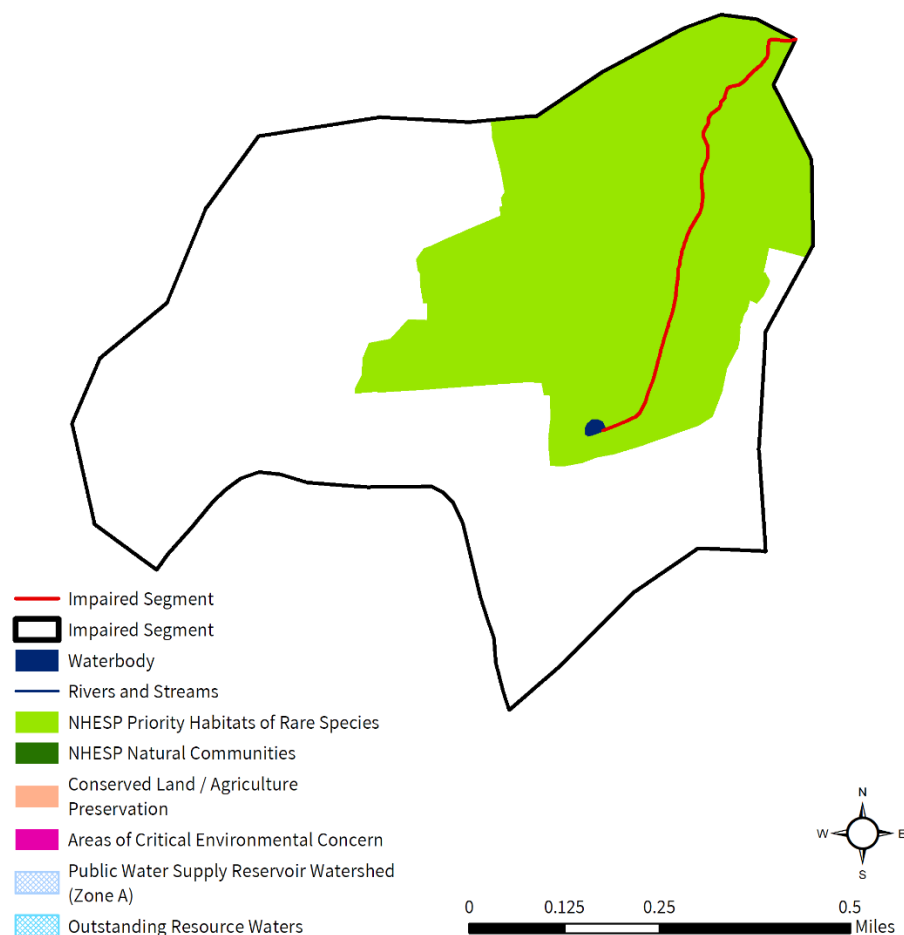 Impaired Segment
Impaired Segment
Waterbody
Rivers and Streams
NHESP Priority Habitats of Rare Species
NHESP Natural Communities
Conserved Land / Agriculture
Preservation
Areas of Critical Environmental Concern
Public Water Supply Reservoir Watershed
(Zone A)
Outstanding Resource Waters
N
W E
S
0 0.125 0.25 0.5
Miles